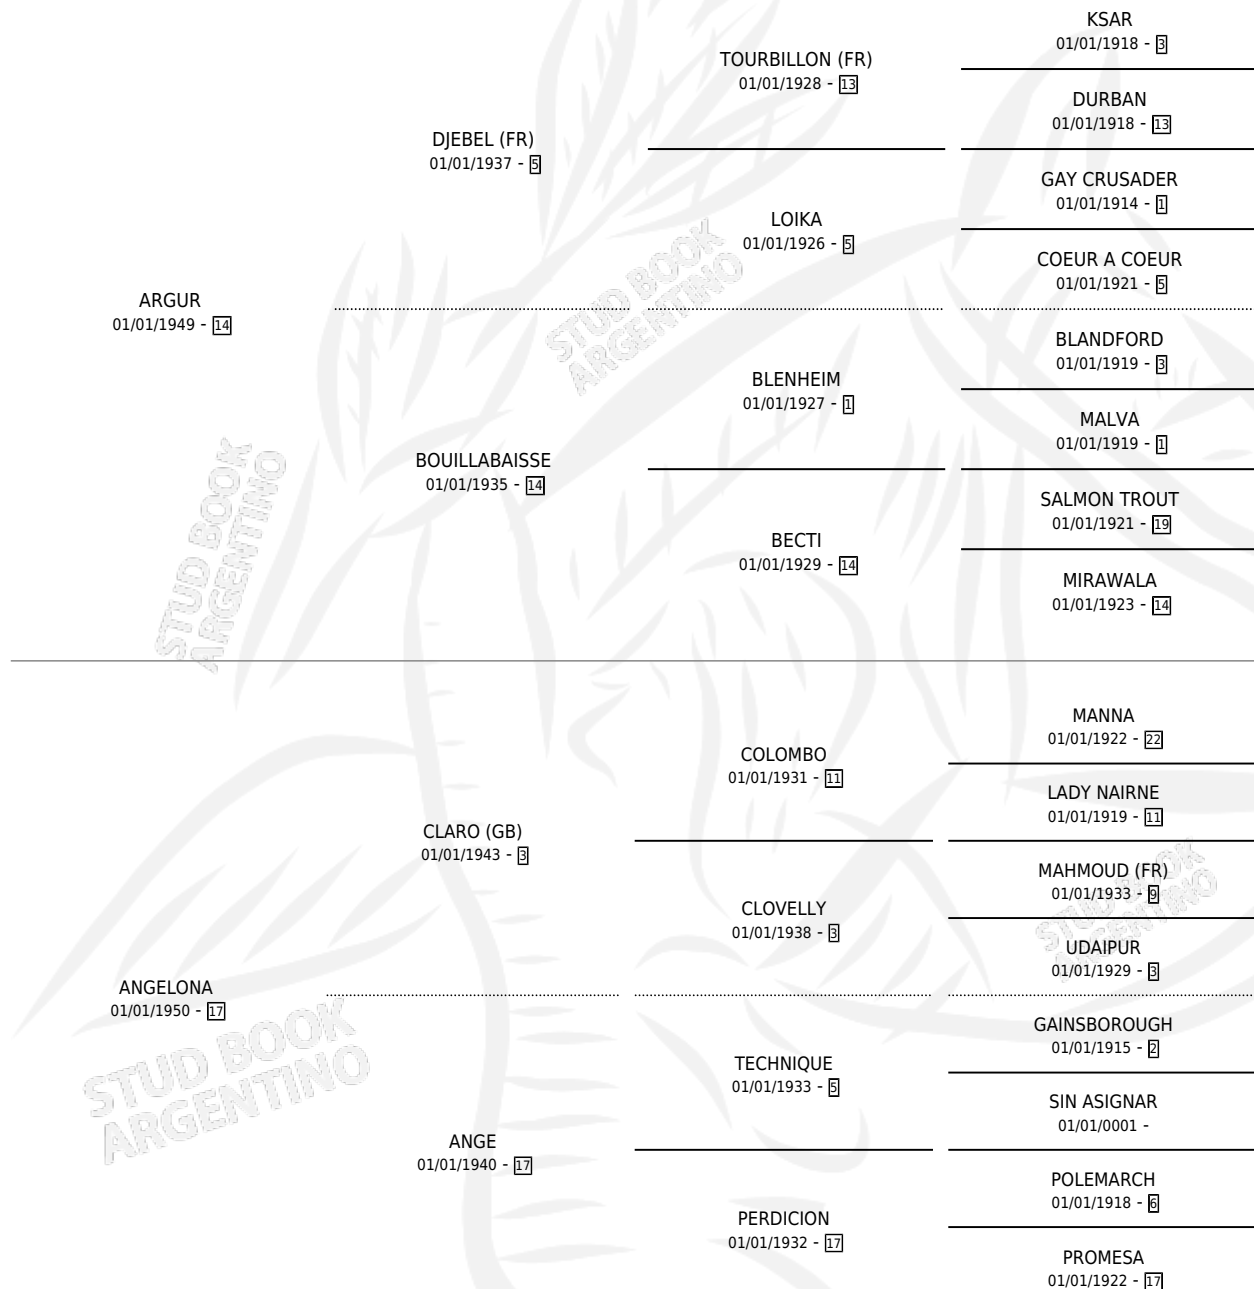 KSAR
01/01/1918 - 3
TOURBILLON (FR)
01/01/1928 - 13
DURBAN
01/01/1918 - 13
DJEBEL (FR)
01/01/1937 - 5
GAY CRUSADER
01/01/1914 - 1
LOIKA
01/01/1926 - 5
COEUR A COEUR
01/01/1921 - 5
ARGUR
01/01/1949 - 14
BLANDFORD
01/01/1919 - 3
BLENHEIM
01/01/1927 - 1
MALVA
01/01/1919 - 1
BOUILLABAISSE
01/01/1935 - 14
SALMON TROUT
01/01/1921 - 19
BECTI
01/01/1929 - 14
MIRAWALA
01/01/1923 - 14
STUD BOOK
ARGENTINO
STUD BOOK
ARGENTINO
MANNA
01/01/1922 - 22
COLOMBO
01/01/1931 - 11
LADY NAIRNE
01/01/1919 - 11
CLARO (GB)
01/01/1943 - 3
MAHMOUD (FR)
01/01/1933 - 9
CLOVELLY
01/01/1938 - 3
UDAIPUR
01/01/1929 - 3
STUD BOOK
ARGENTINO
ANGELONA
01/01/1950 - 17
GAINSBOROUGH
01/01/1915 - 2
TECHNIQUE
01/01/1933 - 5
SIN ASIGNAR
01/01/0001 -
STUD BOOK
ARGENTINO
ANGE
01/01/1940 - 17
POLEMARCH
01/01/1918 - 6
PERDICION
01/01/1932 - 17
PROMESA
01/01/1922 - 17